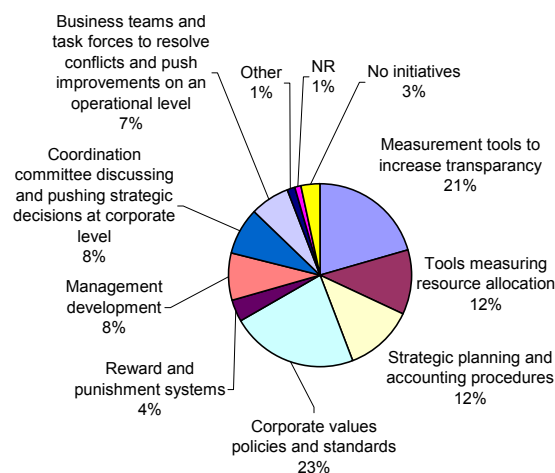 Business teams and
task forces to resolve
conflicts and push
improvements on an
operational level
7%
Other
1%
NR
1%
No initiatives
3%
Measurement tools to
increase transparancy
21%
Tools measuring
resource allocation
12%
Strategic planning and
accounting procedures
12%
Corporate values
policies and standards
23%
Reward and
punishment systems
4%
Management
development
8%
Coordination
committee discussing
and pushing strategic
decisions at corporate
level
8%